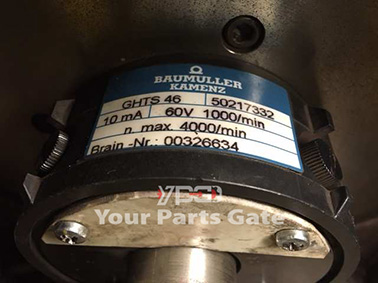 BAUMULLER
KAMENZ
GHTS 46 50217332
10 mA 60V 1000/min
n. max. 4000/min
Brain -Nr.: 00326634
YPG
Your Parts Gate